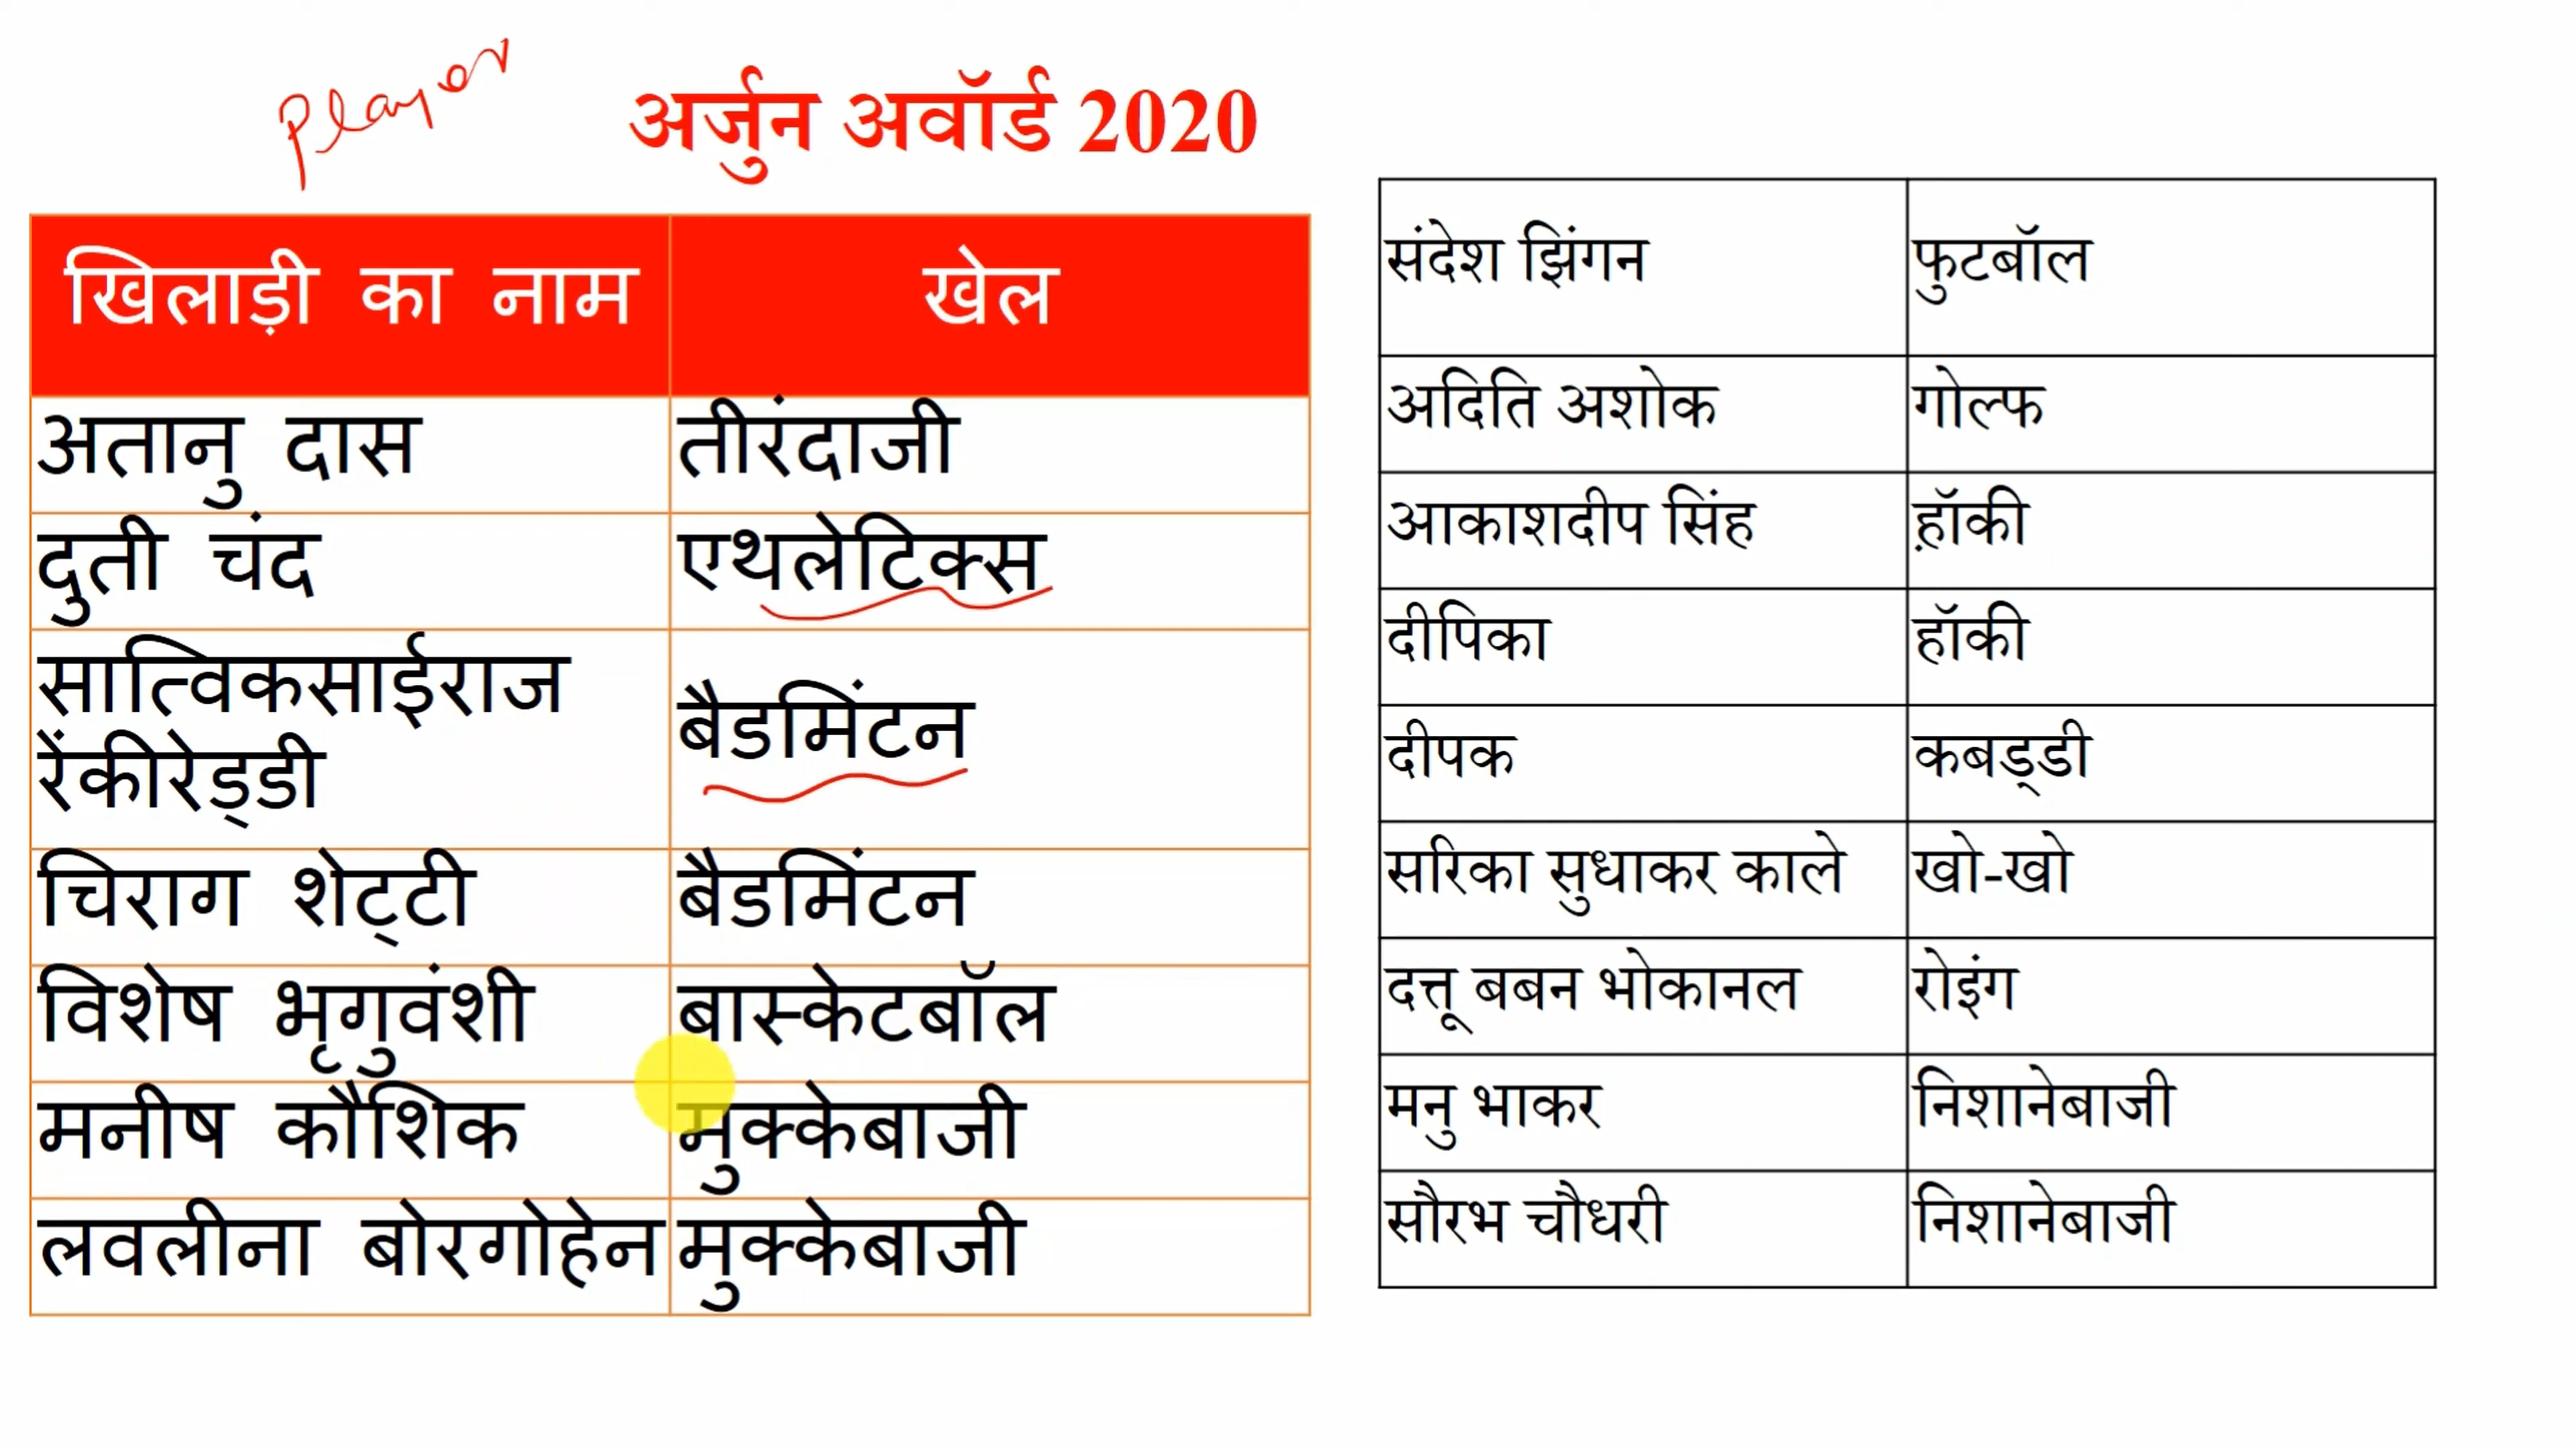 Player
अर्जुन अवॉर्ड 2020
खिलाड़ी का नाम खेल
अतानु दास तीरंदाजी
दुती चंद एथलेटिक्स
सात्विकसाईराज
रेंकीरेड्डी बैडमिंटन
चिराग शेट्टी बैडमिंटन
विशेष भृगुवंशी बास्केटबॉल
मनीष कौशिक मुक्केबाजी
लवलीना बोरगोहेन मुक्केबाजी
संदेश झिंगन फुटबॉल
अदिति अशोक गोल्फ
आकाशदीप सिंह ह़ॉकी
दीपिका हॉकी
दीपक कबड्डी
सरिका सुधाकर काले खो-खो
दत्तू बबन भोकानल रोइंग
मनु भाकर निशानेबाजी
सौरभ चौधरी निशानेबाजी